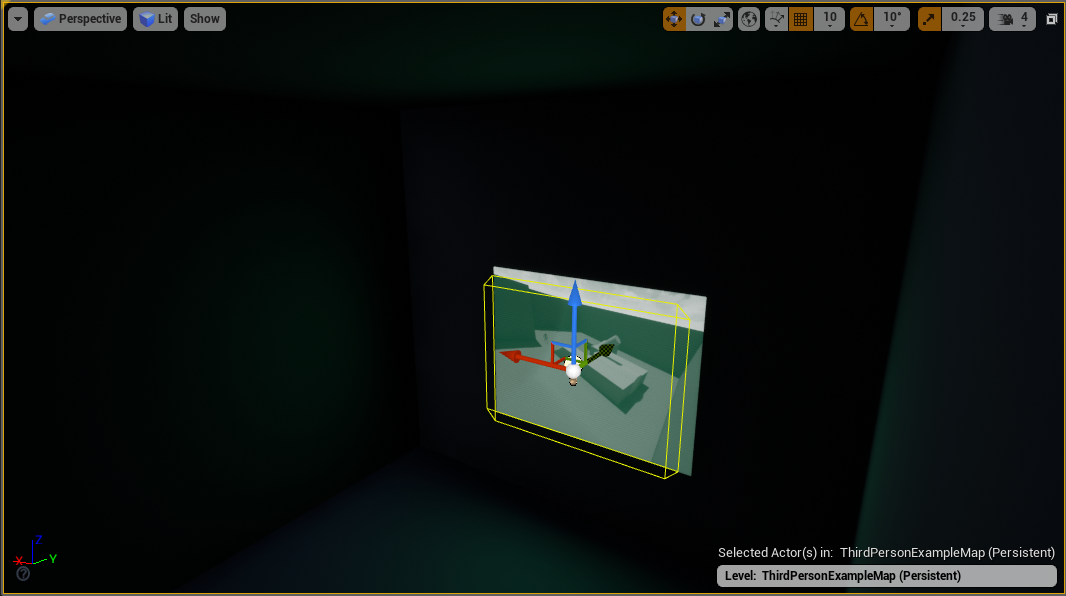 Perspective Lit Show 10 10° 0.25 4
Z
X Y
?
Selected Actor(s) in: ThirdPersonExampleMap (Persistent)
Level: ThirdPersonExampleMap (Persistent)